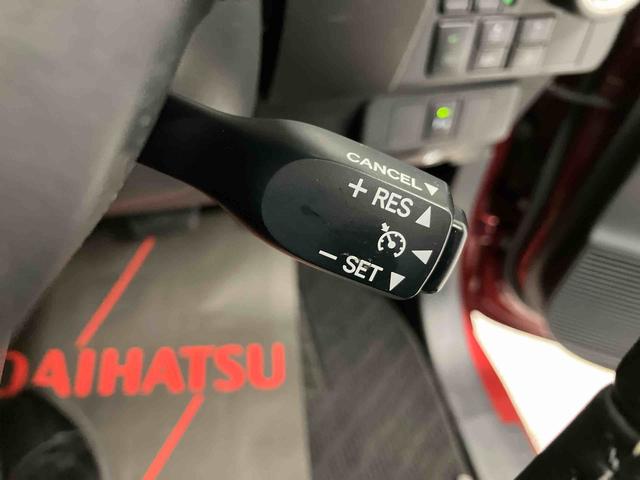 CANCEL
+ RES
− SET
DAIHATSU